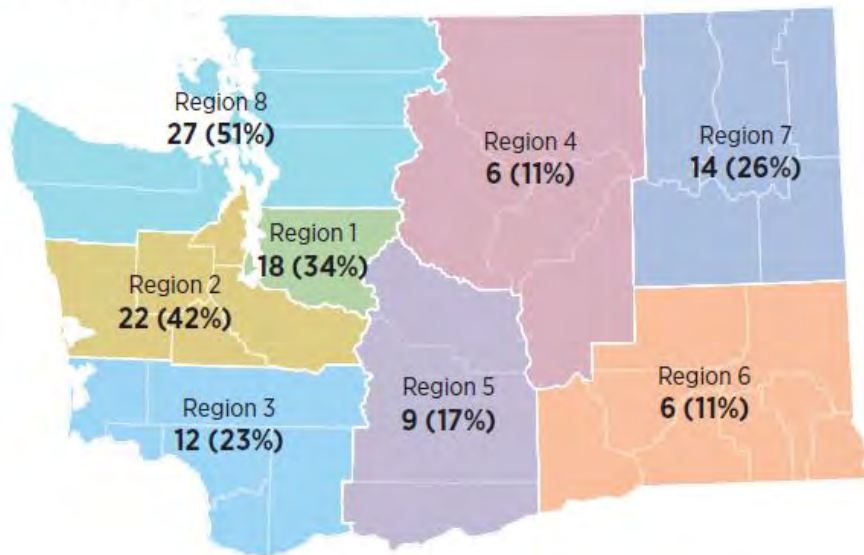 Region 8
27 (51%)
Region 4
6 (11%)
Region 7
14 (26%)
Region 1
18 (34%)
Region 2
22 (42%)
Region 5
9 (17%)
Region 6
6 (11%)
Region 3
12 (23%)